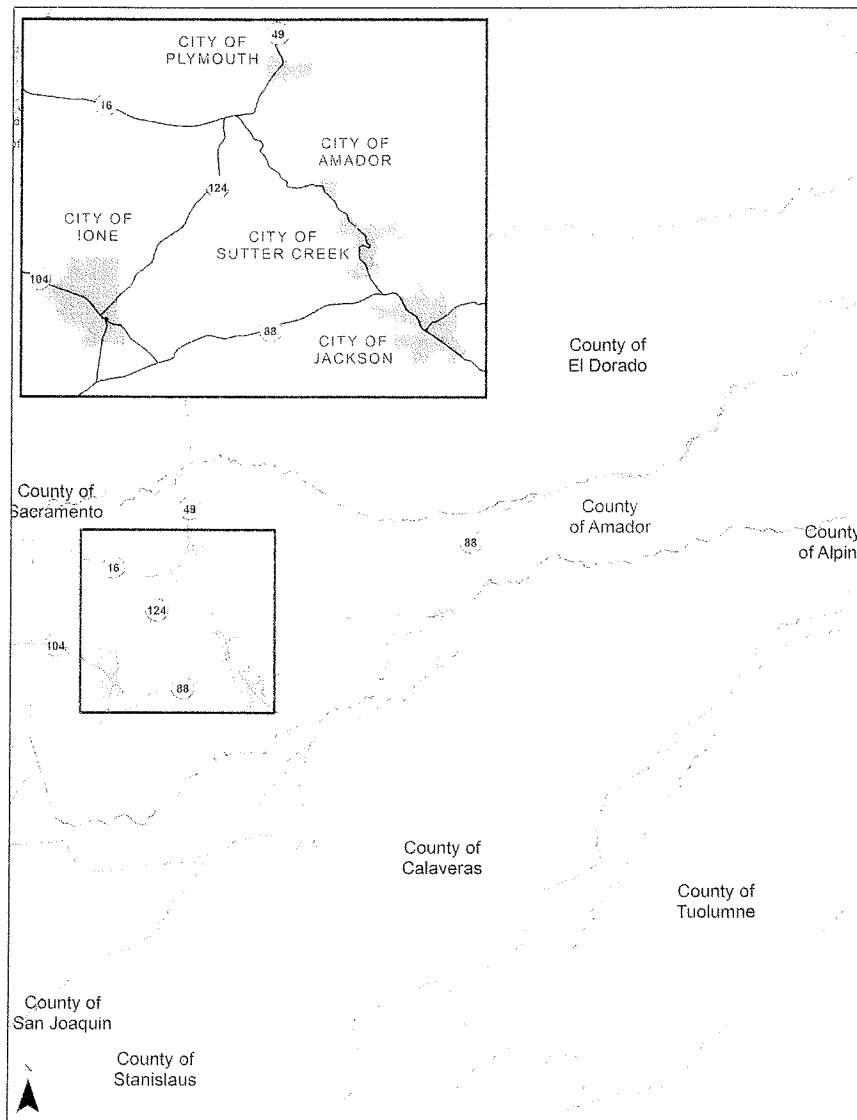 49
CITY OF
PLYMOUTH
16
CITY OF
AMADOR
124
CITY OF
IONE
CITY OF
SUTTER CREEK
104
88
CITY OF
JACKSON
County of
El Dorado
County of
Sacramento
49
County
of Amador
88
County
of Alpin
16
124
104
88
County of
Calaveras
County of
Tuolumne
County of
San Joaquin
County of
Stanislaus